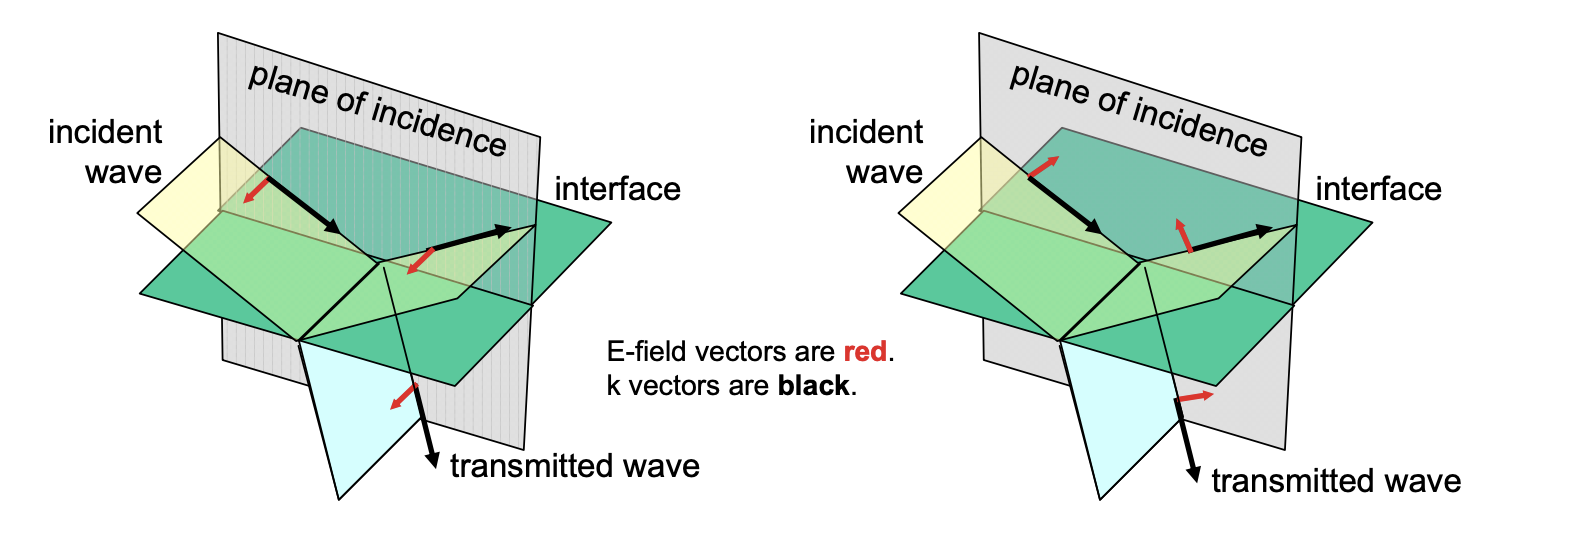 plane of incidence
incident
wave
interface
transmitted wave
E-field vectors are red.
k vectors are black.
plane of incidence
incident
wave
interface
transmitted wave